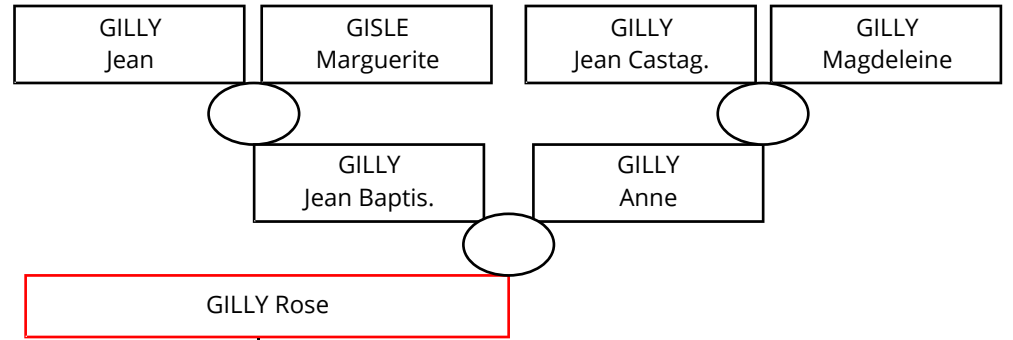 GILLY
Jean
GISLE
Marguerite
GILLY
Jean Castag.
GILLY
Magdeleine
GILLY
Jean Baptis.
GILLY
Anne
GILLY Rose